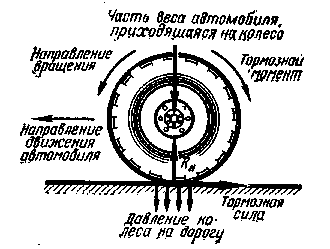 Часть веса автомобиля,
приходящаяся на колесо
Направление
вращения
Тормозной
момент
Направление
движения
автомобиля
Rк
Тормозная
сила
Давление ко-
леса на дорогу